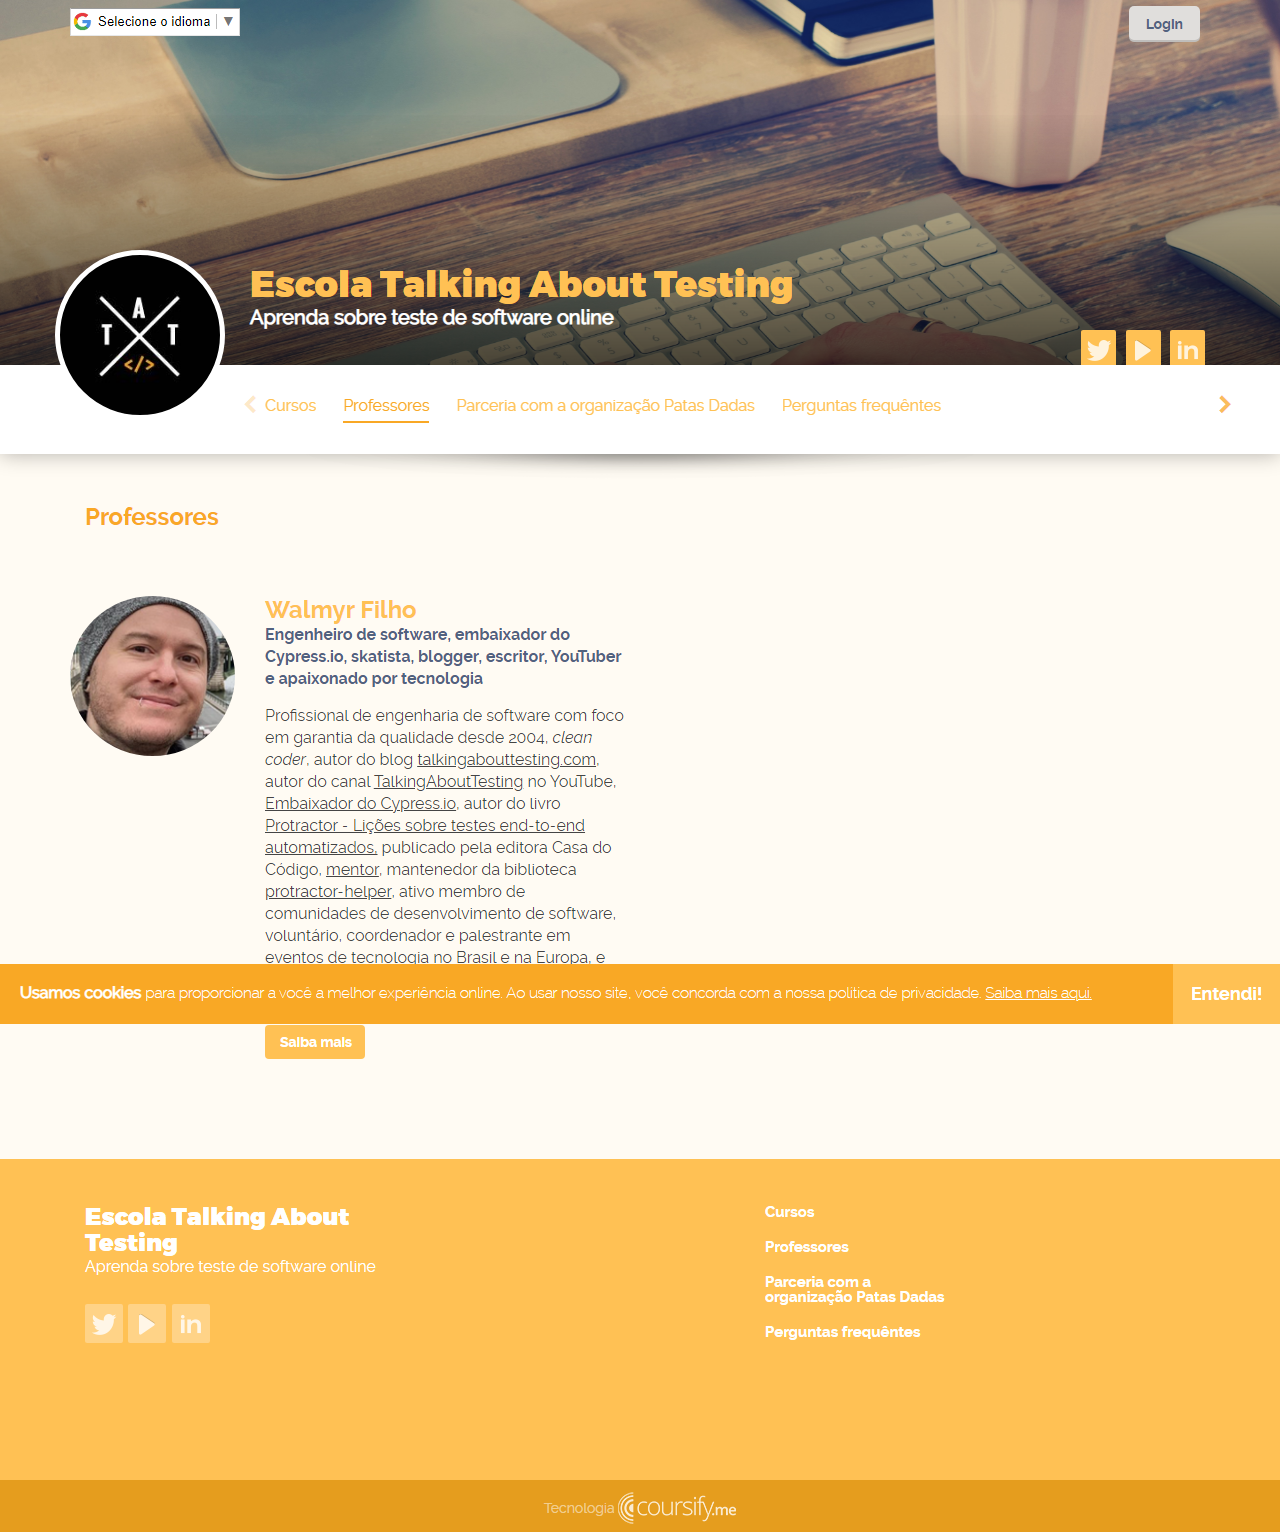 Selecione o idioma ▼
Login
Escola Talking About Testing
Aprenda sobre teste de software online
T A T
</>
Cursos
Professores
Parceria com a organização Patas Dadas
Perguntas frequêntes
Professores
Walmyr Filho
Engenheiro de software, embaixador do
Cypress.io, skatista, blogger, escritor, YouTuber
e apaixonado por tecnologia
Profissional de engenharia de software com foco
em garantia da qualidade desde 2004, clean
coder, autor do blog talkingabouttesting.com,
autor do canal TalkingAboutTesting no YouTube,
Embaixador do Cypress.io, autor do livro
Protractor - Lições sobre testes end-to-end
automatizados, publicado pela editora Casa do
Código, mentor, mantenedor da biblioteca
protractor-helper, ativo membro de
comunidades de desenvolvimento de software,
voluntário, coordenador e palestrante em
eventos de tecnologia no Brasil e na Europa, e
Usamos cookies para proporcionar a você a melhor experiência online. Ao usar nosso site, você concorda com a nossa política de privacidade. Saiba mais aqui.
Entendi!
Saiba mais
Escola Talking About
Testing
Aprenda sobre teste de software online
Cursos
Professores
Parceria com a
organização Patas Dadas
Perguntas frequêntes
Tecnologia coursify.me